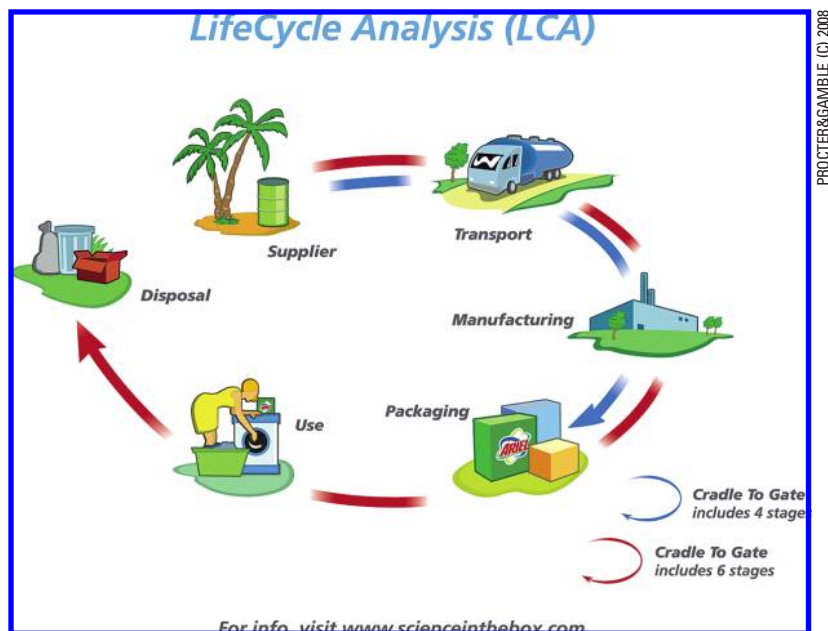 LifeCycle Analysis (LCA)
PROCTER&GAMBLE (C) 2008
Supplier
Transport
Disposal
Manufacturing
Packaging
ARIEL
Use
Cradle To Gate
includes 4 stages
Cradle To Gate
includes 6 stages
For info, visit www.scienceinthebox.com